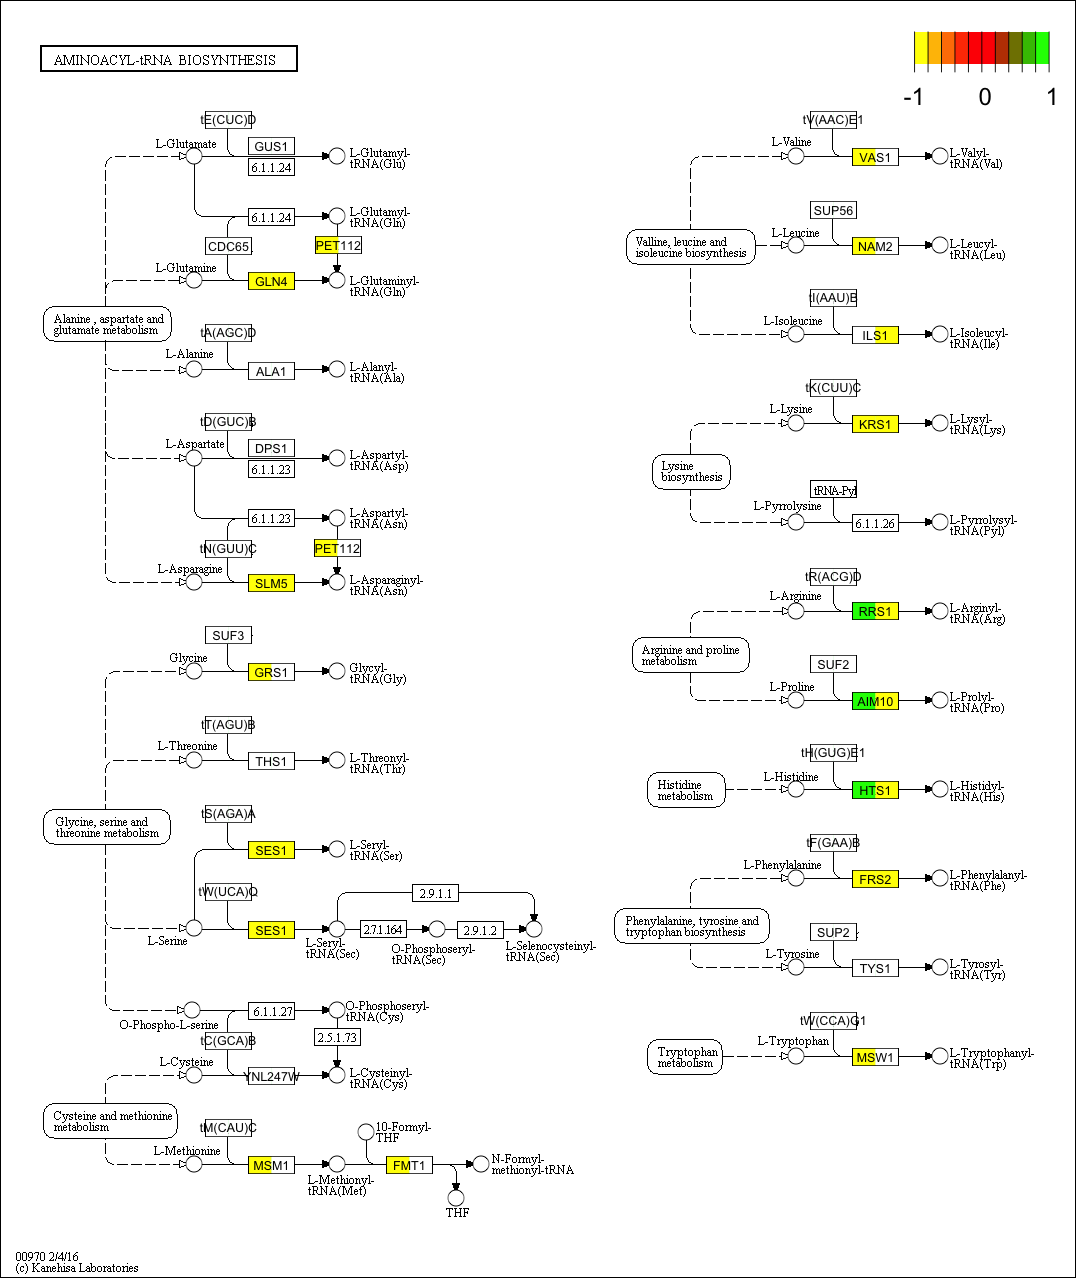 AMINOACYL-tRNA BIOSYNTHESIS
-1 0 1
tE(CUC)D
L-Glutamate
GUS1
6.1.1.24
L-Glutamyl-
tRNA(Glu)
6.1.1.24
L-Glutamyl-
tRNA(Gln)
CDC65
PET112
L-Glutamine
GLN4
L-Glutaminyl-
tRNA(Gln)
Alanine , aspartate and
glutamate metabolism
tA(AGC)D
L-Alanine
ALA1
L-Alanyl-
tRNA(Ala)
tD(GUC)B
L-Aspartate
DPS1
6.1.1.23
L-Aspartyl-
tRNA(Asp)
6.1.1.23
L-Aspartyl-
tRNA(Asn)
tN(GUU)C
PET112
L-Asparagine
SLM5
L-Asparaginyl-
tRNA(Asn)
SUF3
Glycine
GRS1
Glycyl-
tRNA(Gly)
tT(AGU)B
L-Threonine
THS1
L-Threonyl-
tRNA(Thr)
Glycine, serine and
threonine metabolism
tS(AGA)A
SES1
L-Seryl-
tRNA(Ser)
tW(UCA)Q
L-Serine
SES1
L-Seryl-
tRNA(Sec)
2.9.1.1
2.7.1.164
O-Phosphoseryl-
tRNA(Sec)
2.9.1.2
L-Selenocysteinyl-
tRNA(Sec)
O-Phospho-L-serine
6.1.1.27
O-Phosphoseryl-
tRNA(Cys)
tC(GCA)B
2.5.1.73
L-Cysteine
YNL247W
L-Cysteinyl-
tRNA(Cys)
Cysteine and methionine
metabolism
tM(CAU)C
L-Methionine
MSM1
L-Methionyl-
tRNA(Met)
10-Formyl-
THF
FMT1
N-Formyl-
methionyl-tRNA
THF
tV(AAC)E1
L-Valine
VAS1
L-Valyl-
tRNA(Val)
SUP56
Valline, leucine and
isoleucine biosynthesis
L-Leucine
NAM2
L-Leucyl-
tRNA(Leu)
tI(AAU)B
L-Isoleucine
ILS1
L-Isoleucyl-
tRNA(Ile)
tK(CUU)C
L-Lysine
KRS1
L-Lysyl-
tRNA(Lys)
Lysine
biosynthesis
tRNA-Pyl
L-Pyrrolysine
6.1.1.26
L-Pyrrolysyl-
tRNA(Pyl)
tR(ACG)D
L-Arginine
RRS1
L-Arginyl-
tRNA(Arg)
Arginine and proline
metabolism
SUF2
L-Proline
AIM10
L-Prolyl-
tRNA(Pro)
tH(GUG)E1
Histidine
metabolism
L-Histidine
HTS1
L-Histidyl-
tRNA(His)
tF(GAA)B
L-Phenylalanine
FRS2
L-Phenylalanyl-
tRNA(Phe)
Phenylalanine, tyrosine and
tryptophan biosynthesis
SUP2
L-Tyrosine
TYS1
L-Tyrosyl-
tRNA(Tyr)
tW(CCA)G1
Tryptophan
metabolism
L-Tryptophan
MSW1
L-Tryptophanyl-
tRNA(Trp)
00970 2/4/16
(c) Kanehisa Laboratories